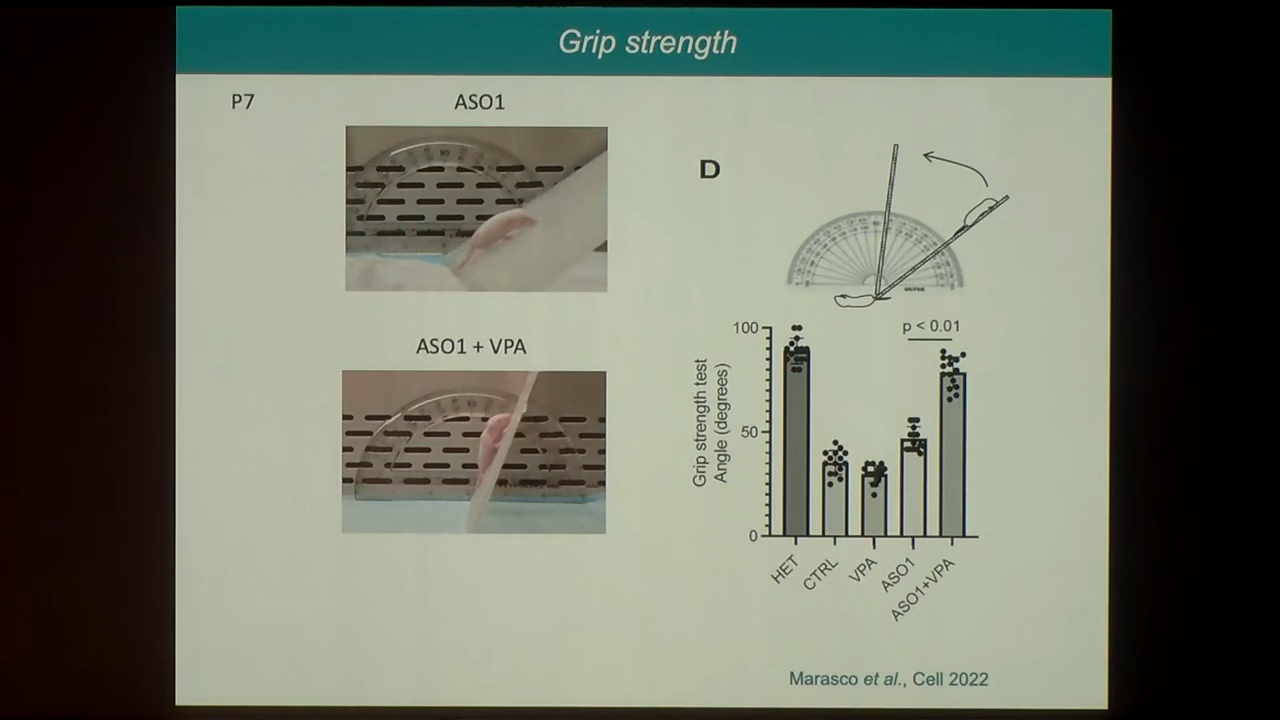 Grip strength
P7
ASO1
ASO1 + VPA
D
p < 0.01
Grip strength test
Angle (degrees)
100
50
0
HET
CTRL
VPA
ASO1
ASO1+VPA
Marasco et al., Cell 2022